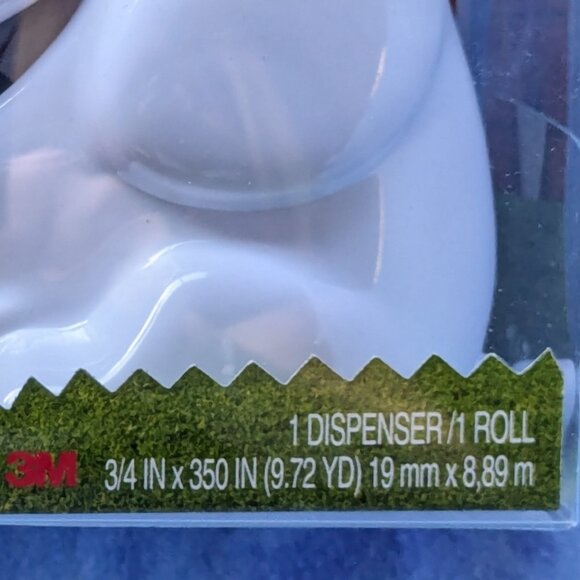 1 DISPENSER/1 ROLL
3M 3/4 IN x 350 IN (9.72 YD) 19 mm x 8,89 m